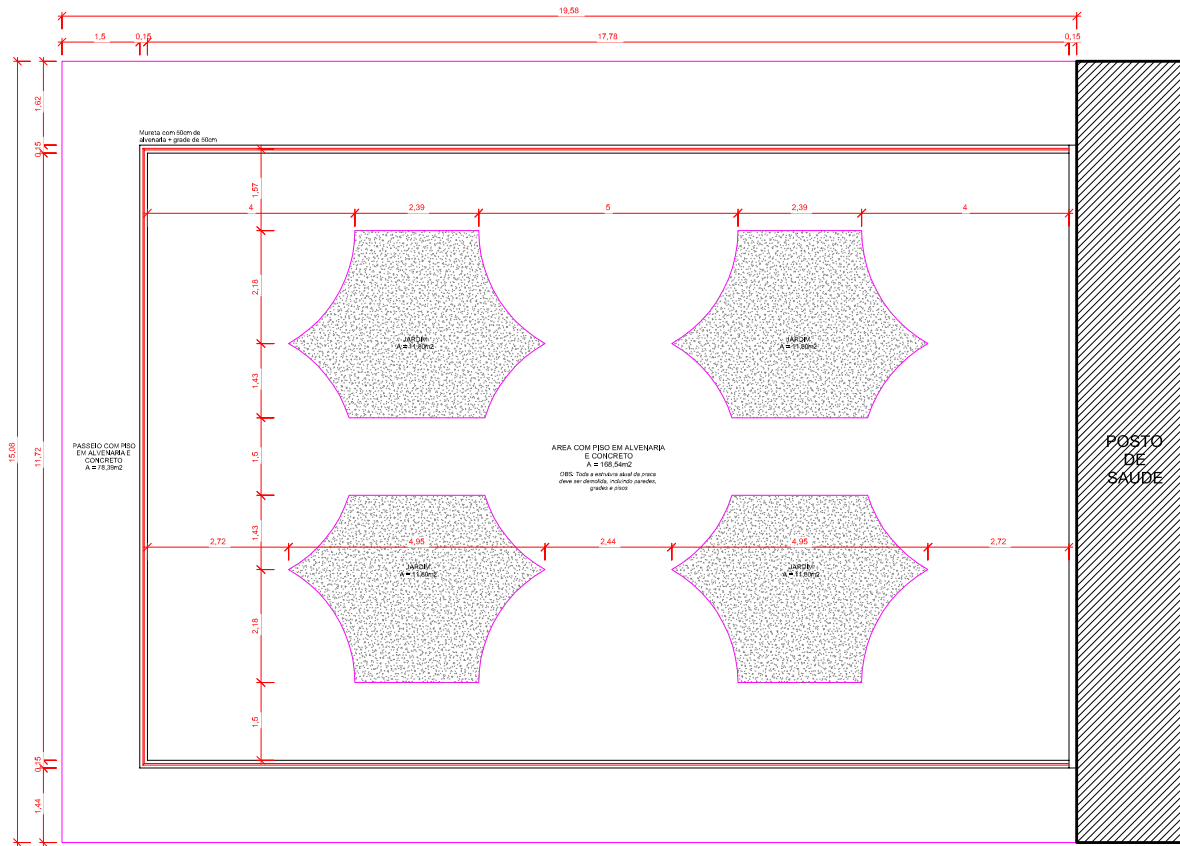 19,58
1,5
0,15
17,78
0,15
15,08
1,62
0,15
11,72
0,15
1,44
Mureta com 50cm de
alvenaria + grade de 50cm
1,57
4
2,39
5
2,39
4
2,18
JARDIM
A = 11,80m2
JARDIM
A = 11,80m2
1,43
PASSEIO COM PISO
EM ALVENARIA E
CONCRETO
A = 78,39m2
1,5
AREA COM PISO EM ALVENARIA
E CONCRETO
A = 168,54m2
OBS: Toda a estrutura atual da praca
deve ser demolida, incluindo paredes,
grades e pisos
POSTO
DE
SAUDE
1,43
2,72
4,95
2,44
4,95
2,72
JARDIM
A = 11,80m2
JARDIM
A = 11,80m2
2,18
1,5